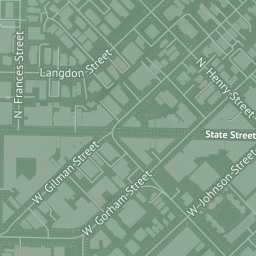 N Frances Street
Langdon Street
N Henry Street
State Street
W Gilman Street
W Gorham Street
W Johnson Street